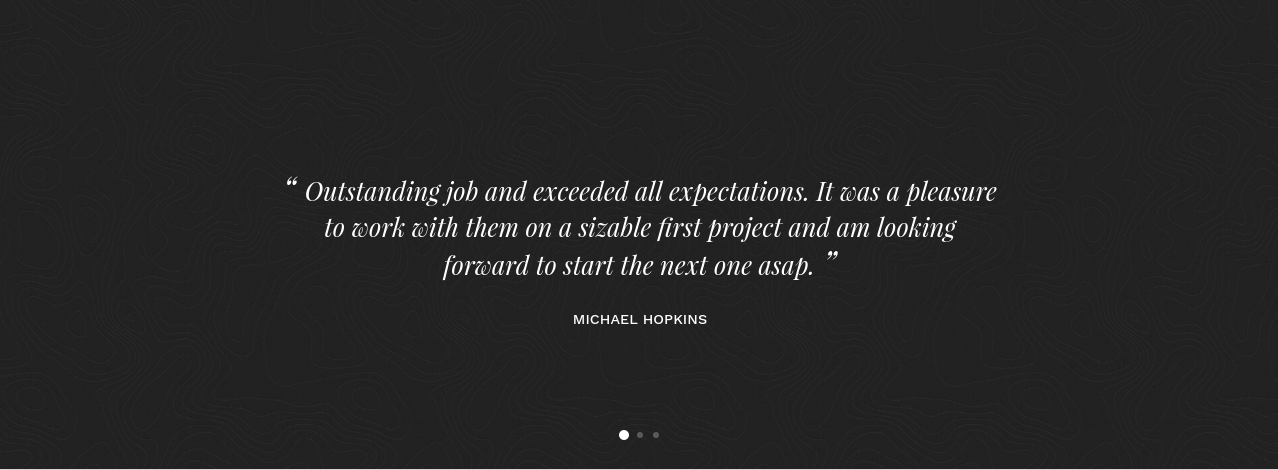 “ Outstanding job and exceeded all expectations. It was a pleasure
to work with them on a sizable first project and am looking
forward to start the next one asap. ”
MICHAEL HOPKINS